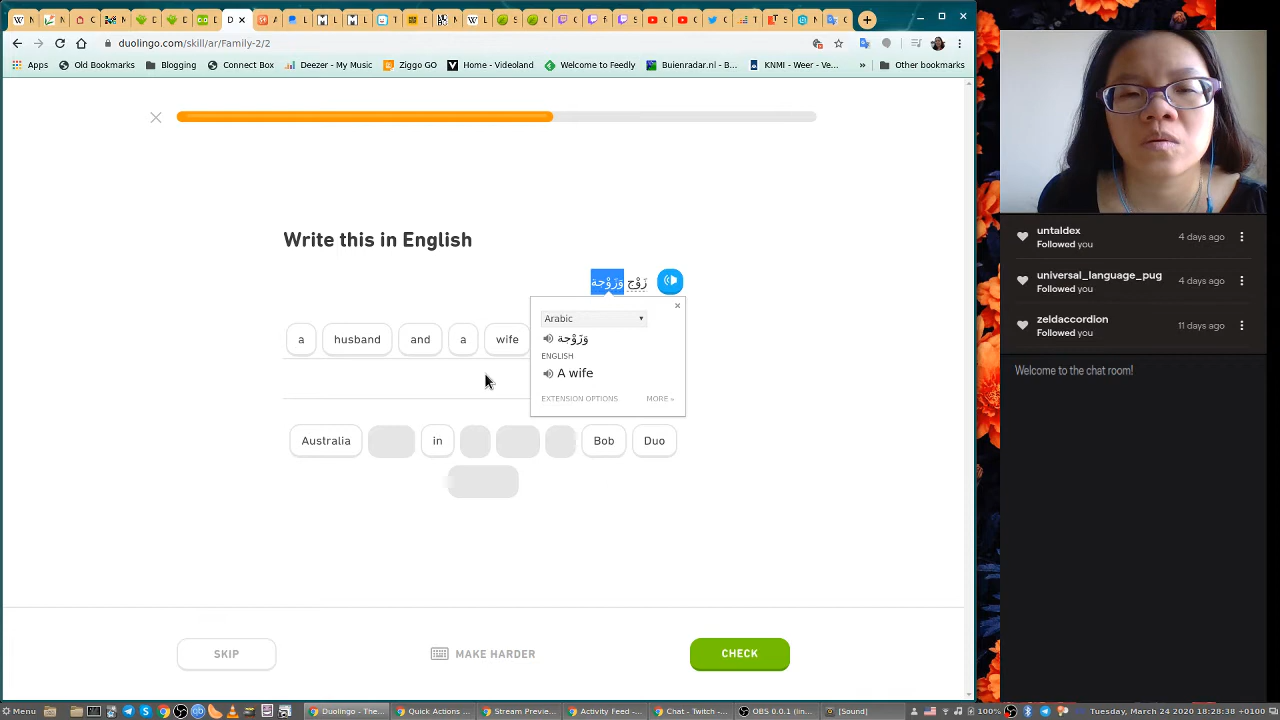 duolingo.com/skill/ar/Family-2/2
Apps
Old Bookmarks
Blogging
Connect Box
Deezer - My Music
Ziggo GO
Home - Videoland
Welcome to Feedly
Buienradar.nl - B...
KNMI - Weer - Ve...
»
Other bookmarks
Write this in English
زَوْج وَزَوْجة
a husband and a wife
Arabic
وَزَوْجة
ENGLISH
A wife
EXTENSION OPTIONS
MORE »
Australia in Bob Duo
SKIP
MAKE HARDER
CHECK
untaldex
Followed you
4 days ago
universal_language_pug
Followed you
4 days ago
zeldaccordion
Followed you
11 days ago
Welcome to the chat room!
Menu
Duolingo - The...
Quick Actions ...
Stream Previe...
Activity Feed -...
Chat - Twitch -...
OBS 0.0.1 (lin...
[Sound]
100%
Tuesday, March 24 2020 18:28:38 +0100